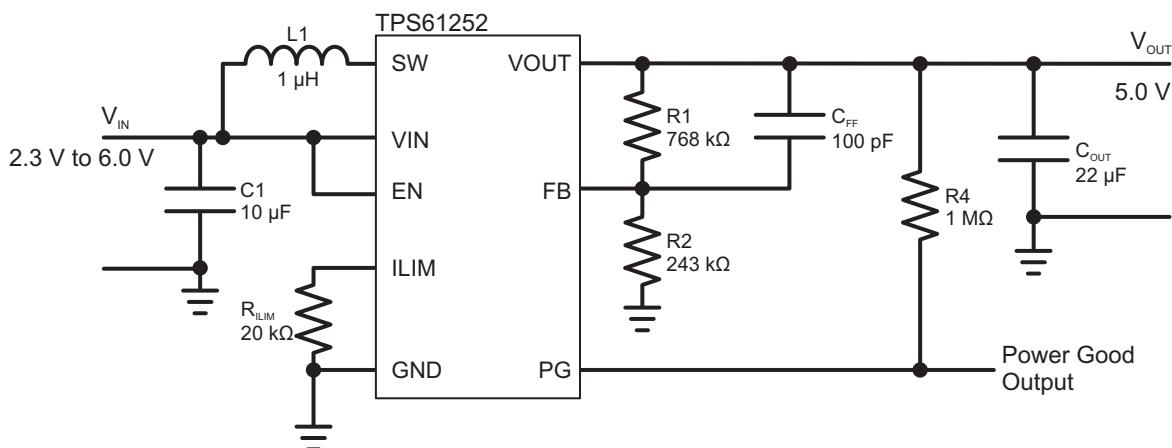 TPS61252
L1
1 µH
SW
VOUT
VOUT
5.0 V
VIN
2.3 V to 6.0 V
VIN
EN
C1
10 µF
R1
768 kΩ
CFF
100 pF
COUT
22 µF
FB
R4
1 MΩ
R2
243 kΩ
ILIM
RILIM
20 kΩ
GND
PG
Power Good
Output